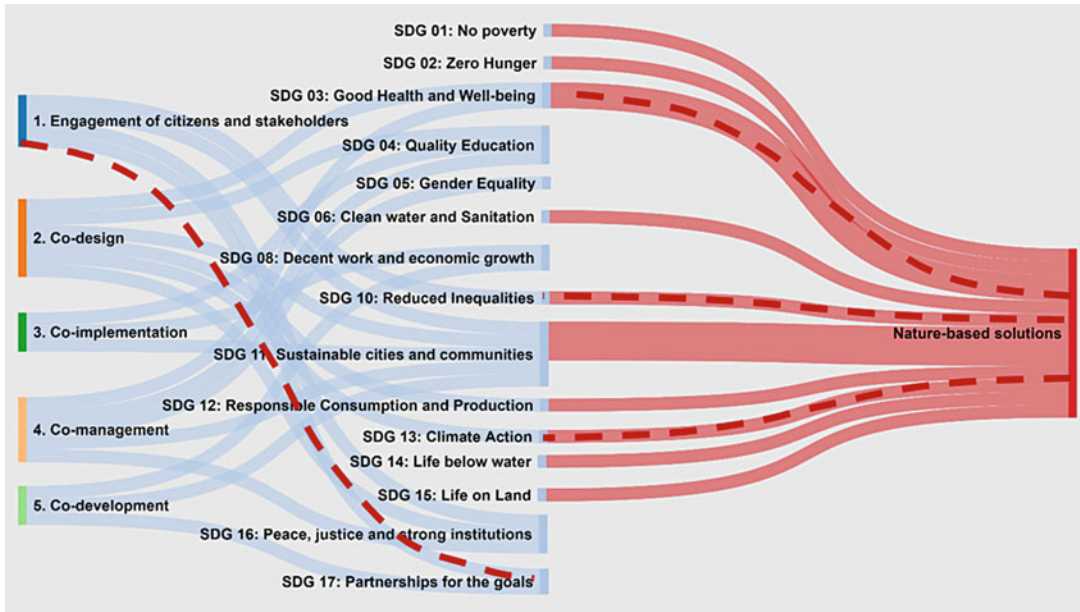 1. Engagement of citizens and stakeholders
2. Co-design
3. Co-implementation
4. Co-management
5. Co-development
SDG 01: No poverty
SDG 02: Zero Hunger
SDG 03: Good Health and Well-being
SDG 04: Quality Education
SDG 05: Gender Equality
SDG 06: Clean water and Sanitation
SDG 08: Decent work and economic growth
SDG 10: Reduced Inequalities
SDG 11: Sustainable cities and communities
SDG 12: Responsible Consumption and Production
SDG 13: Climate Action
SDG 14: Life below water
SDG 15: Life on Land
SDG 16: Peace, justice and strong institutions
SDG 17: Partnerships for the goals
Nature-based solutions